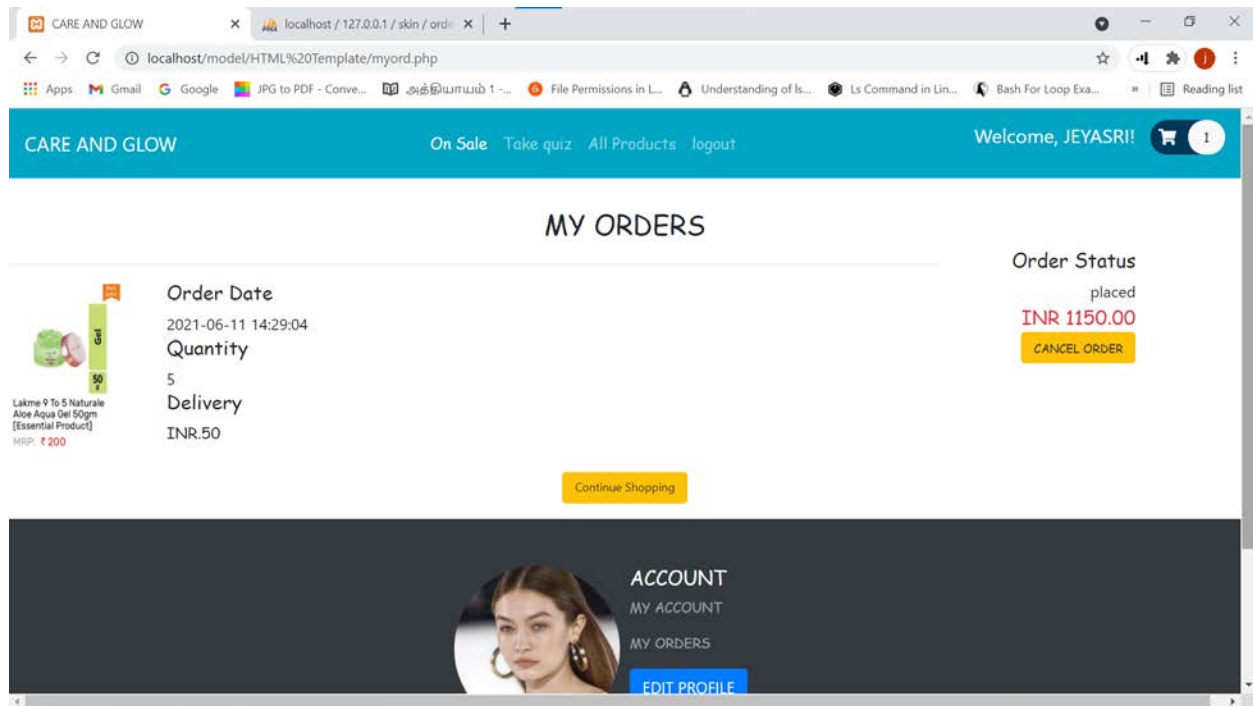 CARE AND GLOW
localhost / 127.0.0.1 / skin / orde
localhost/model/HTML%20Template/myord.php
j
Apps
Gmail
Google
JPG to PDF - Conve...
அத்தியாயம் 1 -...
File Permissions in L...
Understanding of ls...
Ls Command in Lin...
Bash For Loop Exa...
»
Reading list
CARE AND GLOW
On Sale Take quiz All Products logout
Welcome, JEYASRI!
1
MY ORDERS
Order Status
placed
INR 1150.00
CANCEL ORDER
Gel
50
Lakme 9 To 5 Naturale
Aloe Aqua Gel 50gm
[Essential Product]
MRP: ₹ 200
Order Date
2021-06-11 14:29:04
Quantity
5
Delivery
INR.50
Continue Shopping
ACCOUNT
MY ACCOUNT
MY ORDERS
EDIT PROFILE